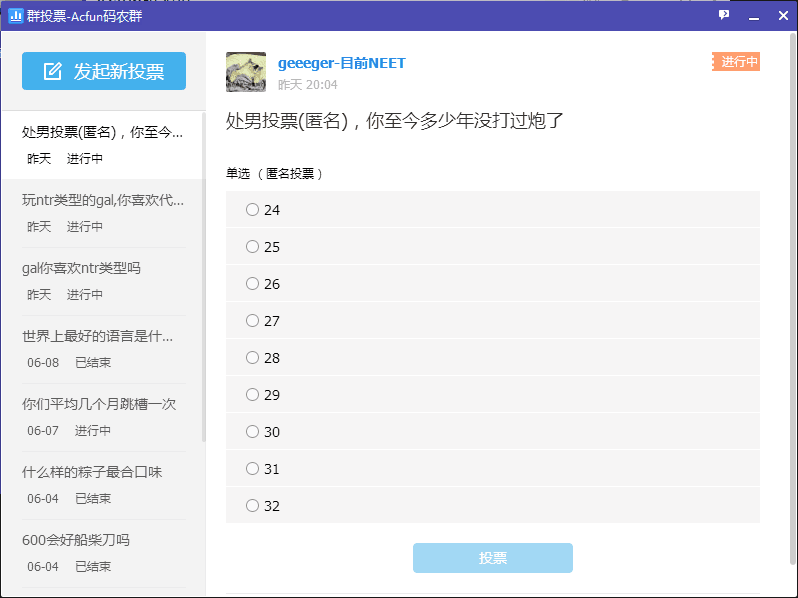 群投票-Acfun码农群
发起新投票
处男投票(匿名)，你至今...
昨天 进行中
玩ntr类型的gal,你喜欢代...
昨天 进行中
gal你喜欢ntr类型吗
昨天 进行中
世界上最好的语言是什...
06-08 已结束
你们平均几个月跳槽一次
06-07 进行中
什么样的粽子最合口味
06-04 已结束
600会好船柴刀吗
06-04 已结束
geeeger-目前NEET
昨天 20:04
进行中
处男投票(匿名)，你至今多少年没打过炮了
单选 （ 匿名投票 ）
24
25
26
27
28
29
30
31
32
投票